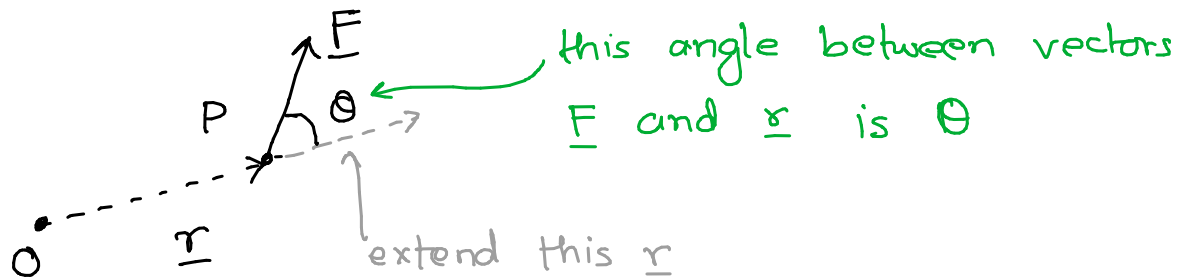 F
this angle between vectors
P θ F and r is θ
r
O extend this r